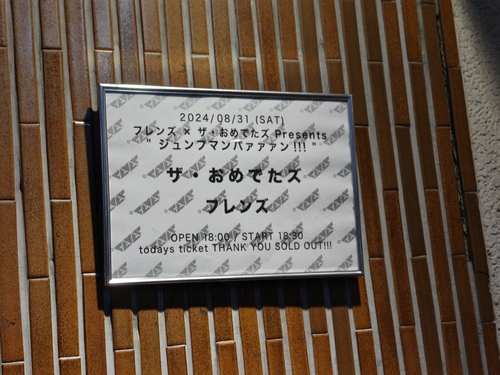 2024/08/31 (SAT)
フレンズ × ザ・おめでたズ Presents
" ジュンブマンバァァァン!!! "
ザ・おめでたズ
フレンズ
OPEN 18:00 / START 18:30
todays ticket THANK YOU SOLD OUT!!!